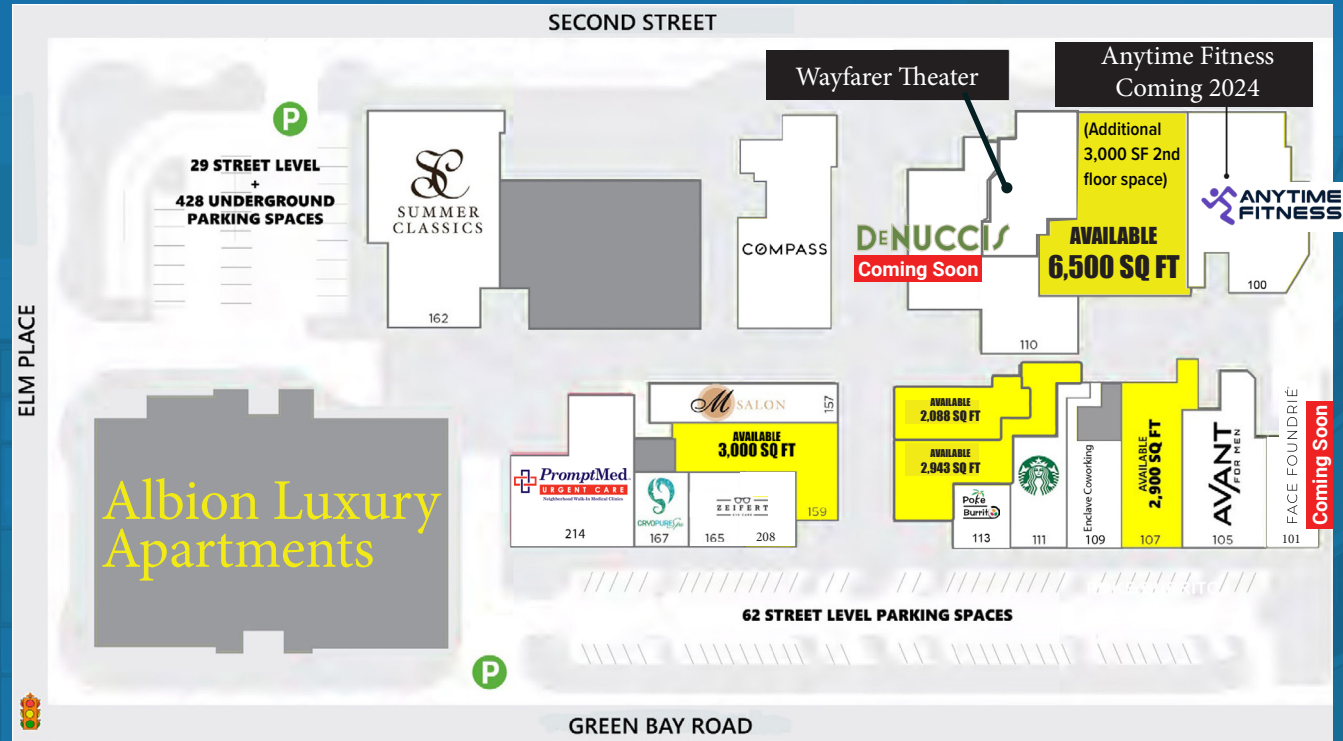 SECOND STREET
Wayfarer Theater
Anytime Fitness
Coming 2024
P
29 STREET LEVEL
+
428 UNDERGROUND
PARKING SPACES
SC
SUMMER
CLASSICS
162
COMPASS
DENUCCIS
Coming Soon
110
(Additional
3,000 SF 2nd
floor space)
AVAILABLE
6,500 SQ FT
ANYTIME
FITNESS
100
ELM PLACE
Albion Luxury
Apartments
M SALON
157
AVAILABLE
3,000 SQ FT
159
PromptMed
URGENT CARE
Neighborhood Walk-In Medical Clinics
214
CRYOPURE Spa
167
ZEIFERT
EYE CARE
165
208
AVAILABLE
2,088 SQ FT
AVAILABLE
2,943 SQ FT
Poke
Burrito
113
111
Enclave Coworking
109
AVAILABLE
2,900 SQ FT
107
AVANT
FOR MEN
105
FACE FOUNDRIÉ
Coming Soon
101
62 STREET LEVEL PARKING SPACES
P
GREEN BAY ROAD